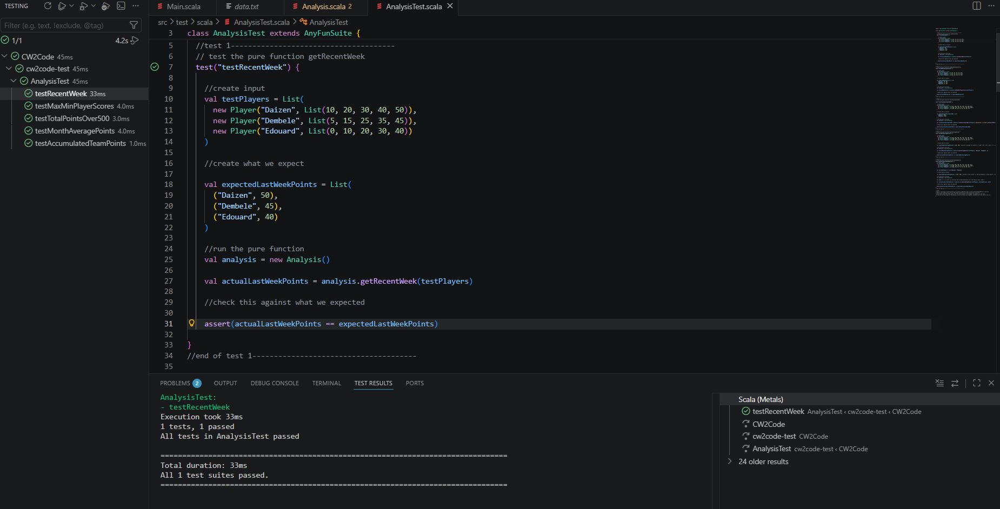 TESTING
Main.scala
data.txt
Analysis.scala 2
AnalysisTest.scala
Filter (e.g. text, !exclude, @tag)
1/1
4.2s
CW2Code 45ms
cw2code-test 45ms
AnalysisTest 45ms
testRecentWeek 33ms
testMaxMinPlayerScores 4.0ms
testTotalPointsOver500 3.0ms
testMonthAveragePoints 4.0ms
testAccumulatedTeamPoints 1.0ms
src > test > scala > AnalysisTest.scala > AnalysisTest
3 class AnalysisTest extends AnyFunSuite {
5 //test 1--------------------------------------
6 // test the pure function getRecentWeek
7 test("testRecentWeek") {
8
9 //create input
10 val testPlayers = List(
11 new Player("Daizen", List(10, 20, 30, 40, 50)),
12 new Player("Dembele", List(5, 15, 25, 35, 45)),
13 new Player("Edouard", List(0, 10, 20, 30, 40))
14 )
15
16 //create what we expect
17
18 val expectedLastWeekPoints = List(
19 ("Daizen", 50),
20 ("Dembele", 45),
21 ("Edouard", 40)
22 )
23
24 //run the pure function
25 val analysis = new Analysis()
26
27 val actualLastWeekPoints = analysis.getRecentWeek(testPlayers)
28
29 //check this against what we expected
30
31 assert(actualLastWeekPoints == expectedLastWeekPoints)
32
33 }
34 //end of test 1--------------------------------------
35
PROBLEMS 2
OUTPUT
DEBUG CONSOLE
TERMINAL
TEST RESULTS
PORTS
AnalysisTest:
- testRecentWeek
Execution took 33ms
1 tests, 1 passed
All tests in AnalysisTest passed
================================================================================
Total duration: 33ms
All 1 test suites passed.
================================================================================
Scala (Metals)
testRecentWeek AnalysisTest ‹ cw2code-test ‹ CW2Code
CW2Code
cw2code-test CW2Code
AnalysisTest cw2code-test ‹ CW2Code
24 older results